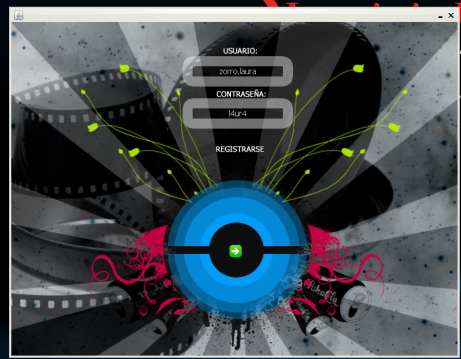 USUARIO:
zorro.laura
CONTRASEÑA:
l4ur4
REGISTRARSE